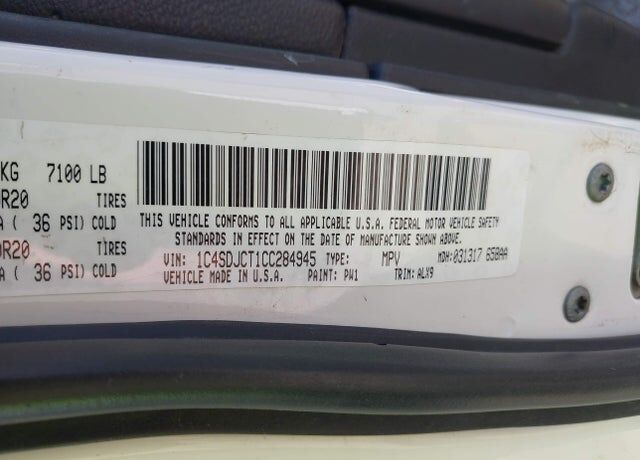 KG 7100 LB
R20 TIRES
( 36 PSI) COLD
THIS VEHICLE CONFORMS TO ALL APPLICABLE U.S.A. FEDERAL MOTOR VEHICLE SAFETY
STANDARDS IN EFFECT ON THE DATE OF MANUFACTURE SHOWN ABOVE.
R20 TIRES
( 36 PSI) COLD
VIN: 1C4SDJCT1CC284945 TYPE: MPV MDH:031317 658AA
VEHICLE MADE IN U.S.A. PAINT: PW1 TRIM: ALX9